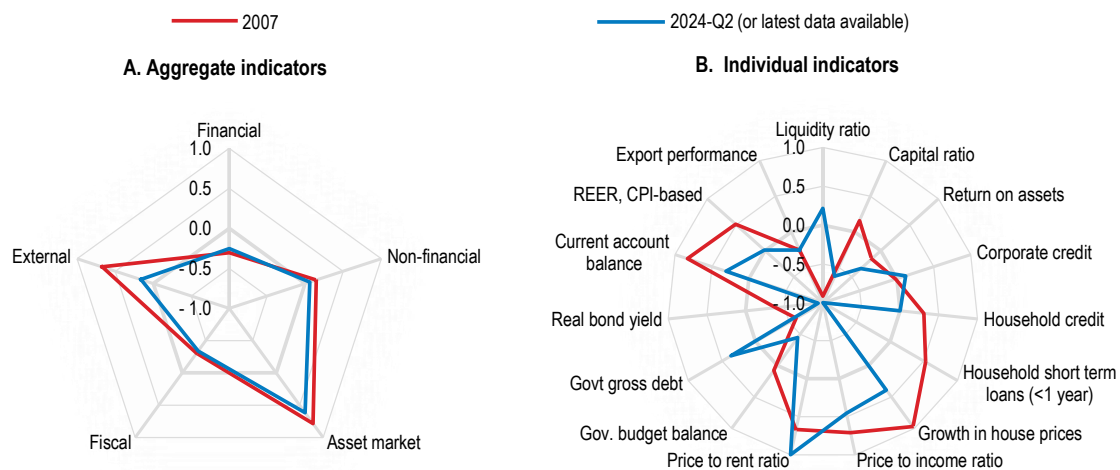 2007
2024-Q2 (or latest data available)
A. Aggregate indicators
B. Individual indicators
Financial
1.0
0.5
0.0
- 0.5
- 1.0
External
Non-financial
Fiscal
Asset market
Liquidity ratio
1.0
0.5
0.0
- 0.5
- 1.0
Export performance
Capital ratio
REER, CPI-based
Return on assets
Current account
balance
Corporate credit
Real bond yield
Household credit
Govt gross debt
Household short term
loans (<1 year)
Gov. budget balance
Growth in house prices
Price to rent ratio
Price to income ratio